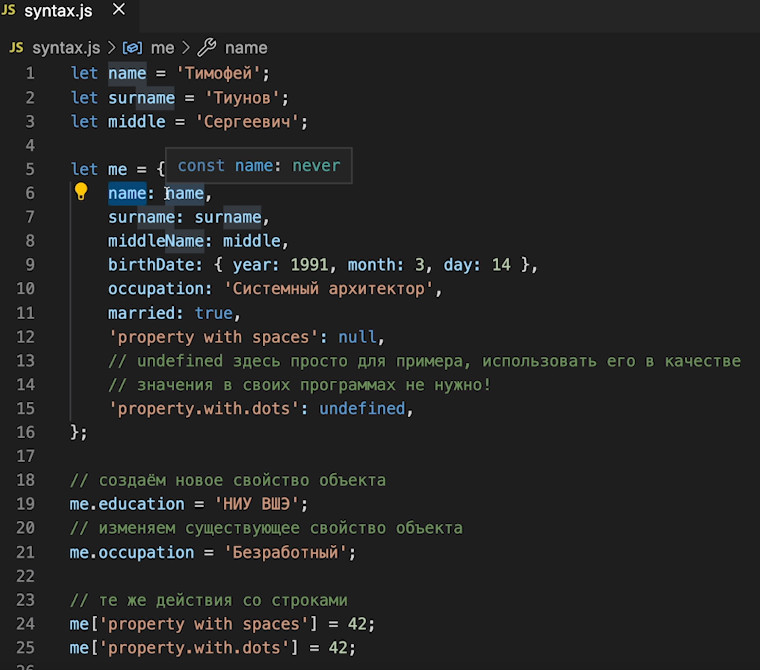 JS syntax.js ×
JS syntax.js > me > name
1 let name = 'Тимофей';
2 let surname = 'Тиунов';
3 let middle = 'Сергеевич';
4
5 let me = {
const name: never
6 name: name,
7 surname: surname,
8 middleName: middle,
9 birthDate: { year: 1991, month: 3, day: 14 },
10 occupation: 'Системный архитектор',
11 married: true,
12 'property with spaces': null,
13 // undefined здесь просто для примера, использовать его в качестве
14 // значения в своих программах не нужно!
15 'property.with.dots': undefined,
16 };
17
18 // создаём новое свойство объекта
19 me.education = 'НИУ ВШЭ';
20 // изменяем существующее свойство объекта
21 me.occupation = 'Безработный';
22
23 // те же действия со строками
24 me['property with spaces'] = 42;
25 me['property.with.dots'] = 42;